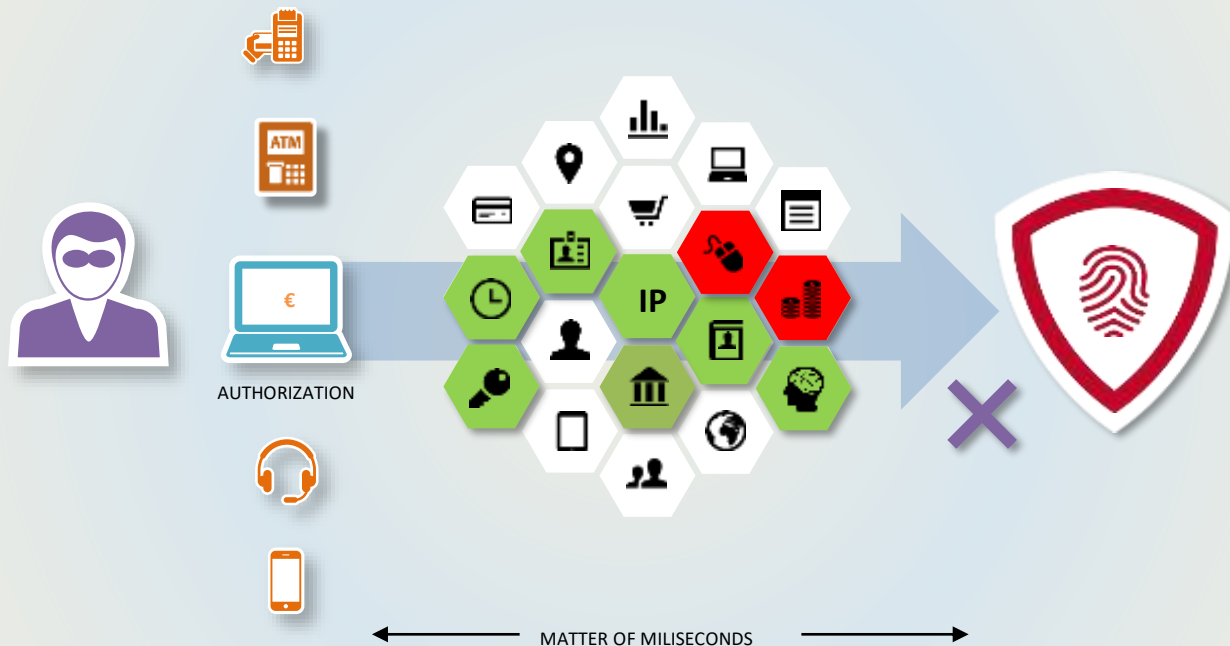 ATM
€
IP
AUTHORIZATION
MATTER OF MILISECONDS